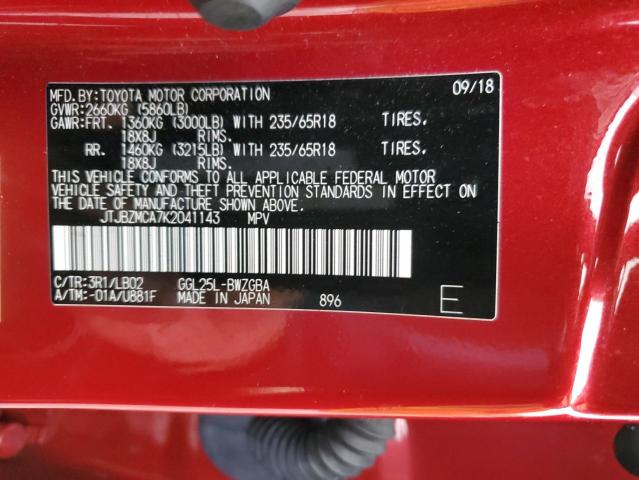 MFD.BY:TOYOTA MOTOR CORPORATION 09/18
GVWR:2660KG (5860LB)
GAWR:FRT. 1360KG (3000LB) WITH 235/65R18 TIRES.
18X8J RIMS.
RR. 1460KG (3215LB) WITH 235/65R18 TIRES.
18X8J RIMS.
THIS VEHICLE CONFORMS TO ALL APPLICABLE FEDERAL MOTOR
VEHICLE SAFETY AND THEFT PREVENTION STANDARDS IN EFFECT ON
THE DATE OF MANUFACTURE SHOWN ABOVE.
JTJBZMCA7K2041143 MPV
C/TR:3R1/LB02 GGL25L-BWZGBA
A/TM:-01A/U881F MADE IN JAPAN 896 E